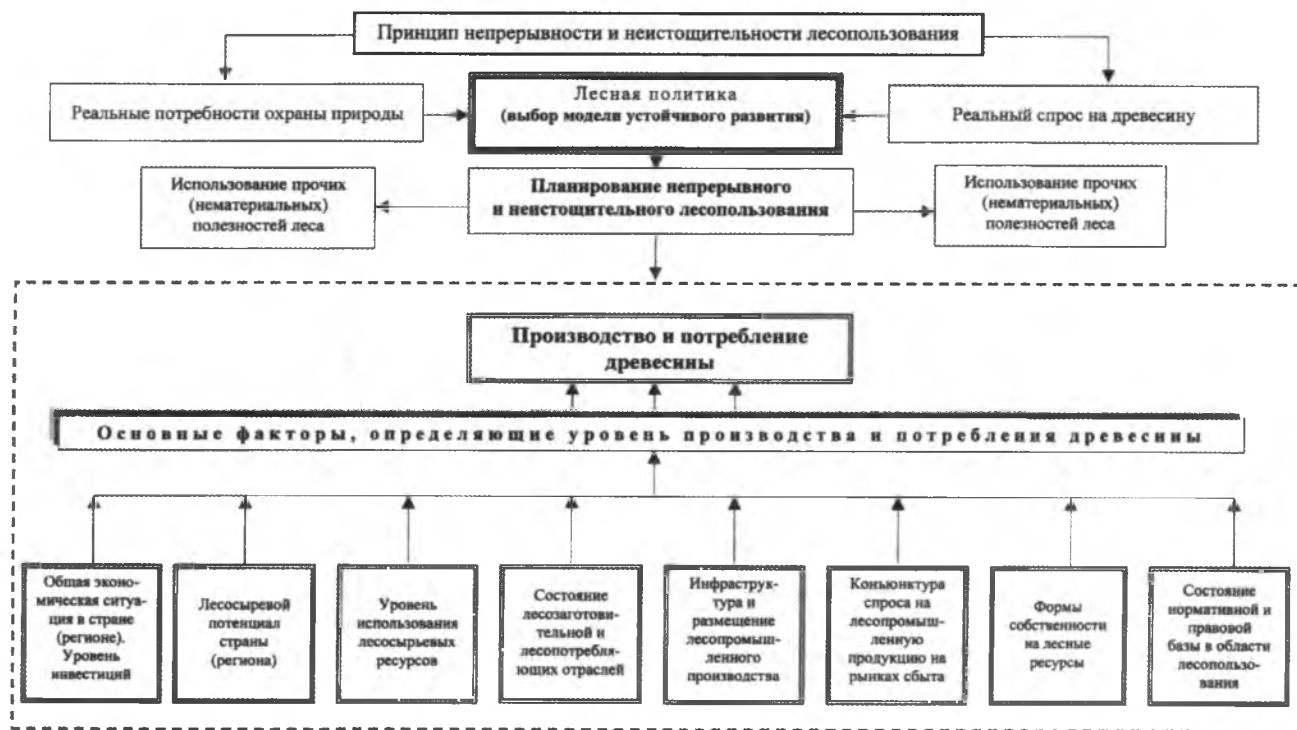 Принцип непрерывности и неистощительности лесопользования
Реальные потребности охраны природы
Лесная политика
(выбор модели устойчивого развития)
Реальный спрос на древесину
Использование прочих
(нематериальных)
полезностей леса
Планирование непрерывного
и неистощительного лесопользования
Использование прочих
(нематериальных)
полезностей леса
Производство и потребление
древесины
Основные факторы, определяющие уровень производства и потребления древесины
Общая эконо-
мическая ситуа-
ция в стране
(регионе).
Уровень
инвестиций
Лесосыревой
потенциал
страны
(региона)
Уровень
использования
лесосырьевых
ресурсов
Состояние
лесозаготови-
тельной и
лесопотребля-
ющих отраслей
Инфраструк-
тура и
размещение
лесопромыш-
ленного
производства
Коньюнктура
спроса на
лесопромыш-
ленную
продукцию на
рынках сбыта
Формы
собственности
на лесные
ресурсы
Состояние
нормативной и
правовой
базы в области
лесопользо-
вания